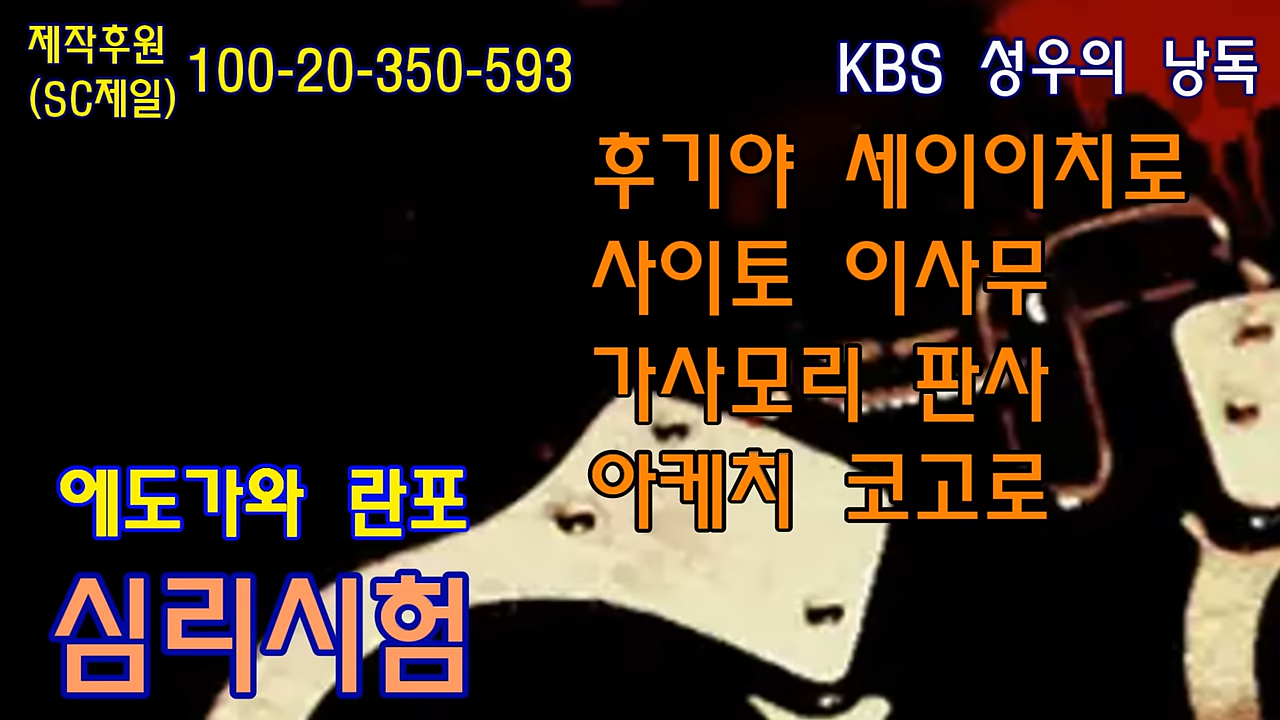 제작후원
(SC제일)
100-20-350-593
KBS 성우의 낭독
후기야 세이이치로
사이토 이사무
가사모리 판사
아케치 코고로
에도가와 란포
심리시험